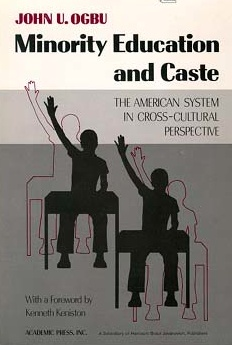 JOHN U. OGBU
Minority Education
and Caste
THE AMERICAN SYSTEM
IN CROSS-CULTURAL
PERSPECTIVE
With a Foreword by
Kenneth Keniston
ACADEMIC PRESS, INC.
A Subsidiary of Harcourt Brace Jovanovich, Publishers